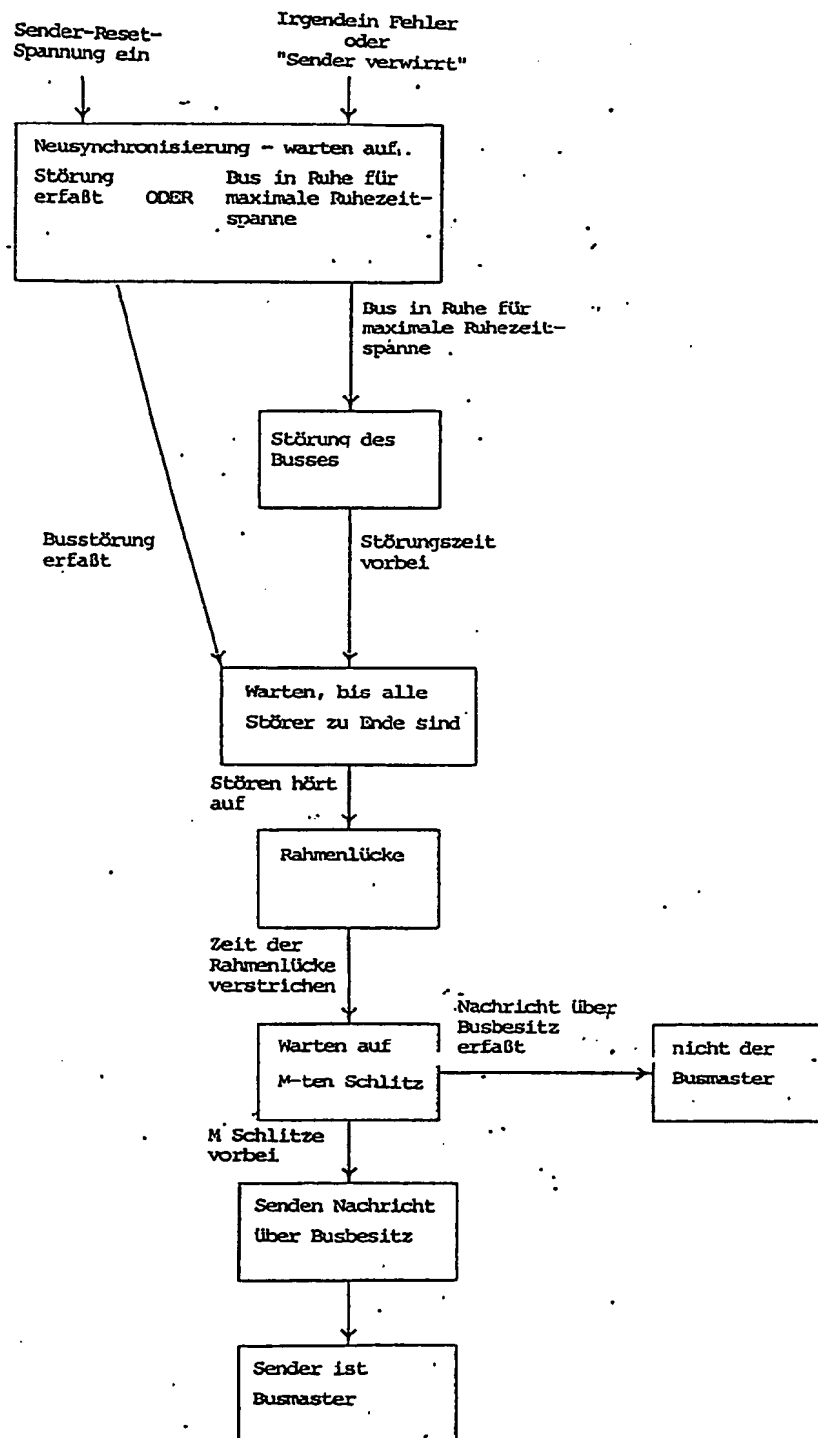 Sender-Reset-
Spannung ein
Irgendein Fehler
oder
"Sender verwirrt"
Neusynchronisierung - warten auf..
Störung
erfaßt
ODER
Bus in Ruhe für
maximale Ruhezeit-
spanne
Bus in Ruhe für
maximale Ruhezeit-
spanne
Störung des
Busses
Busstörung
erfaßt
Störungszeit
vorbei
Warten, bis alle
Störer zu Ende sind
Stören hört
auf
Rahmenlücke
Zeit der
Rahmenlücke
verstrichen
Warten auf
M-ten Schlitz
Nachricht über
Busbesitz
erfaßt
nicht der
Busmaster
M Schlitze
vorbei
Senden Nachricht
über Busbesitz
Sender ist
Busmaster